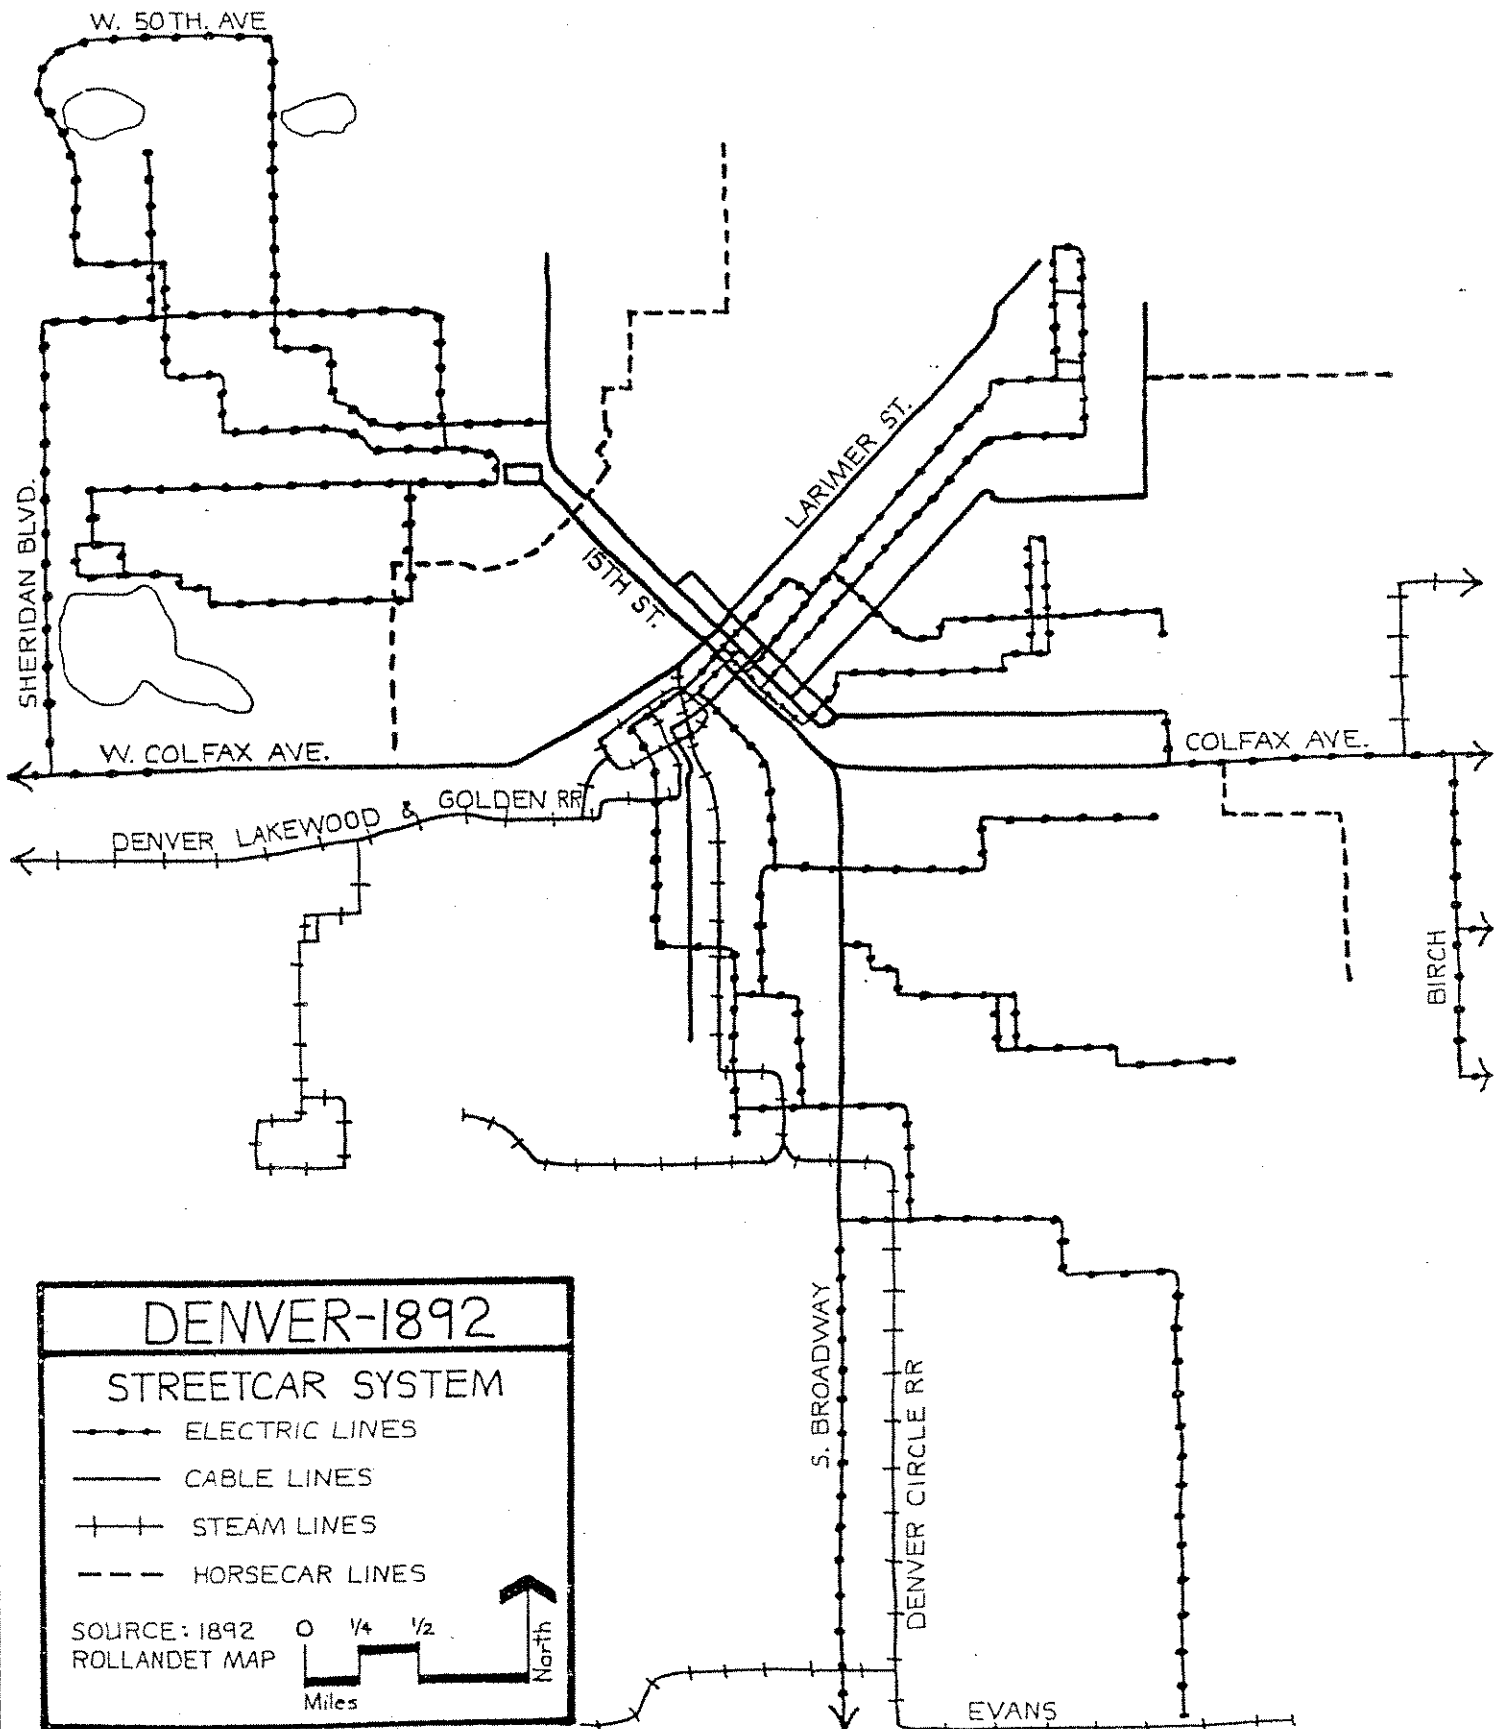 W. 50TH. AVE
LARIMER ST.
SHERIDAN BLVD.
15TH ST.
W. COLFAX AVE.
COLFAX AVE.
DENVER LAKEWOOD & GOLDEN RR
BIRCH
S. BROADWAY
DENVER CIRCLE RR
EVANS
DENVER-1892
STREETCAR SYSTEM
ELECTRIC LINES
CABLE LINES
STEAM LINES
HORSECAR LINES
SOURCE: 1892
ROLLANDET MAP
0 1/4 1/2
Miles
North